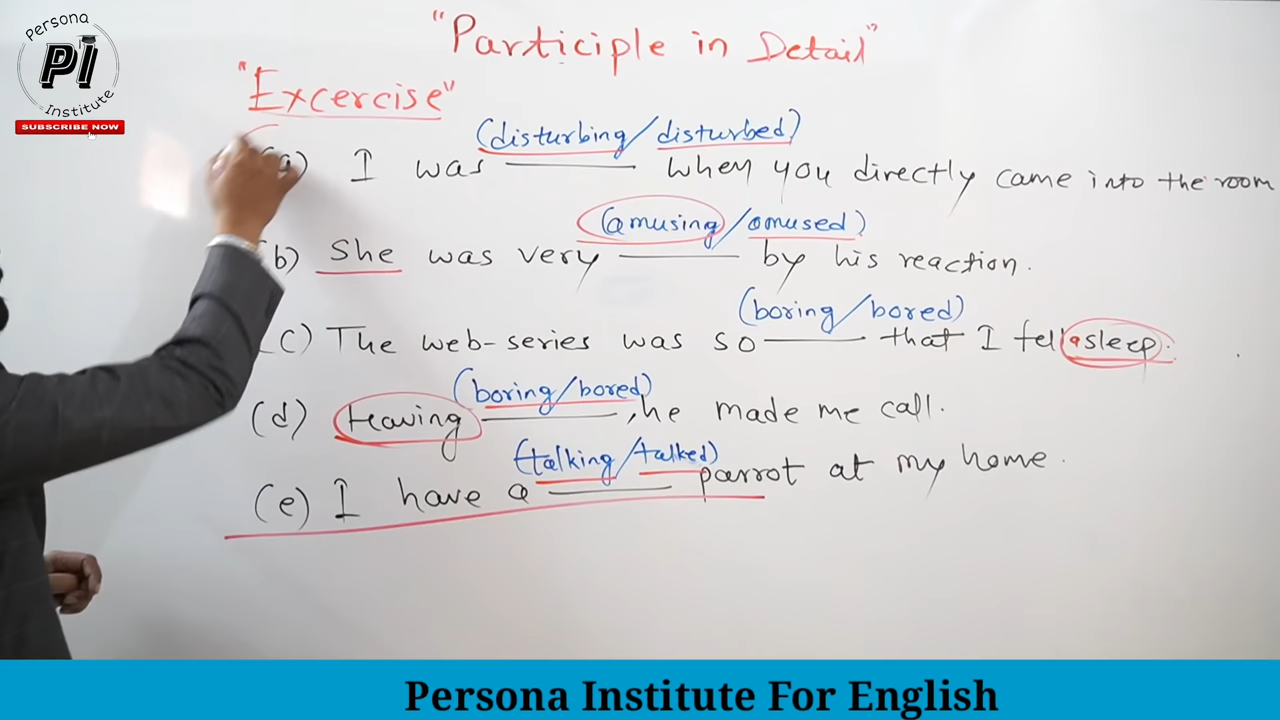 Persona
PI
Institute
SUBSCRIBE NOW
"Participle in Detail"
"Excercise"
(disturbing/disturbed)
(a) I was ———— when you directly came into the room
(amusing/amused)
(b) She was very ———— by his reaction.
(boring/bored)
(c) The web-series was so ———— that I fell asleep.
(boring/bored)
(d) Having ————, he made me call.
(talking/talked)
(e) I have a ———— parrot at my home.
Persona Institute For English